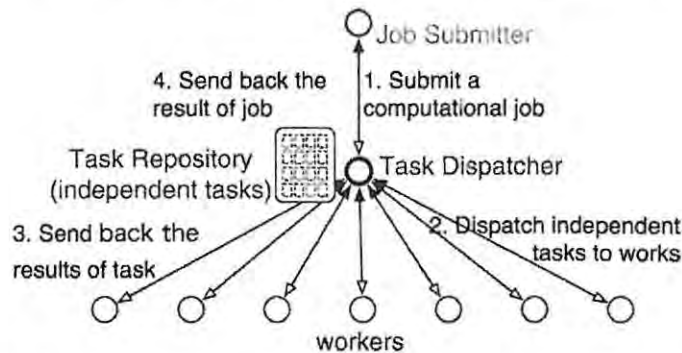 Job Submitter
4. Send back the
result of job
1. Submit a
computational job
Task Repository
(independent tasks)
Task Dispatcher
3. Send back the
results of task
2. Dispatch independent
tasks to works
workers